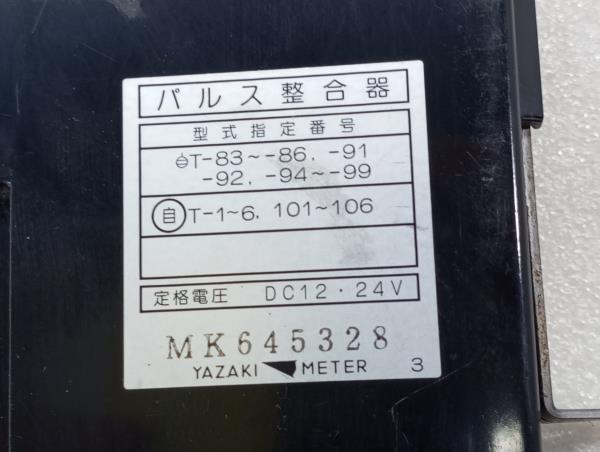 パルス整合器
型式指定番号
T-83~-86, -91
-92, -94~-99
自 T-1~6, 101~106
定格電圧 DC12・24V
MK645328
YAZAKI METER 3